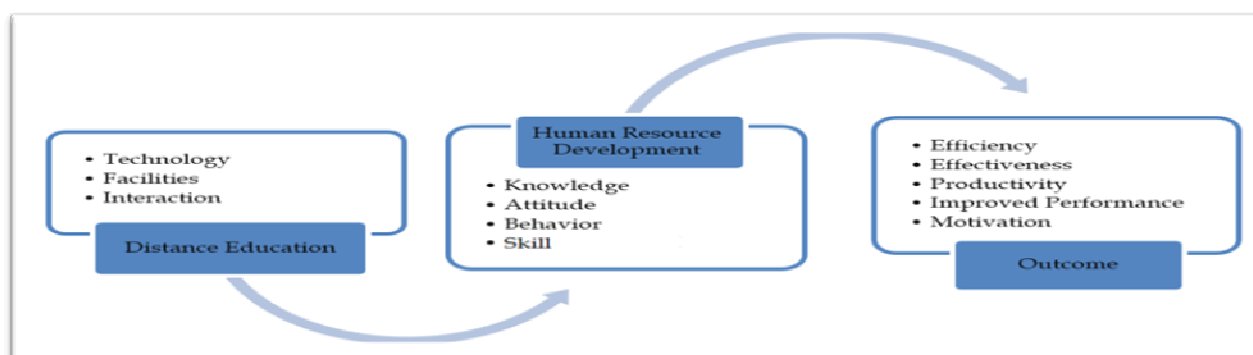 • Technology
• Facilities
• Interaction
Distance Education
Human Resource
Development
• Knowledge
• Attitude
• Behavior
• Skill
• Efficiency
• Effectiveness
• Productivity
• Improved Performance
• Motivation
Outcome